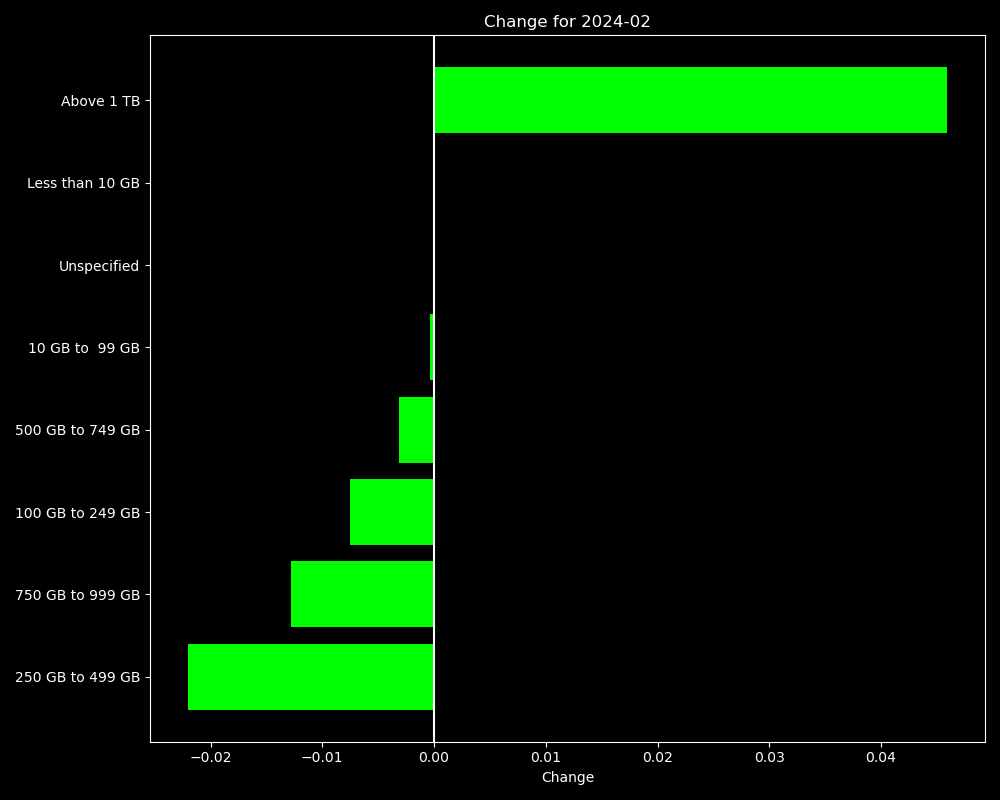 Change for 2024-02
Above 1 TB
Less than 10 GB
Unspecified
10 GB to  99 GB
500 GB to 749 GB
100 GB to 249 GB
750 GB to 999 GB
250 GB to 499 GB
−0.02 −0.01 0.00 0.01 0.02 0.03 0.04
Change